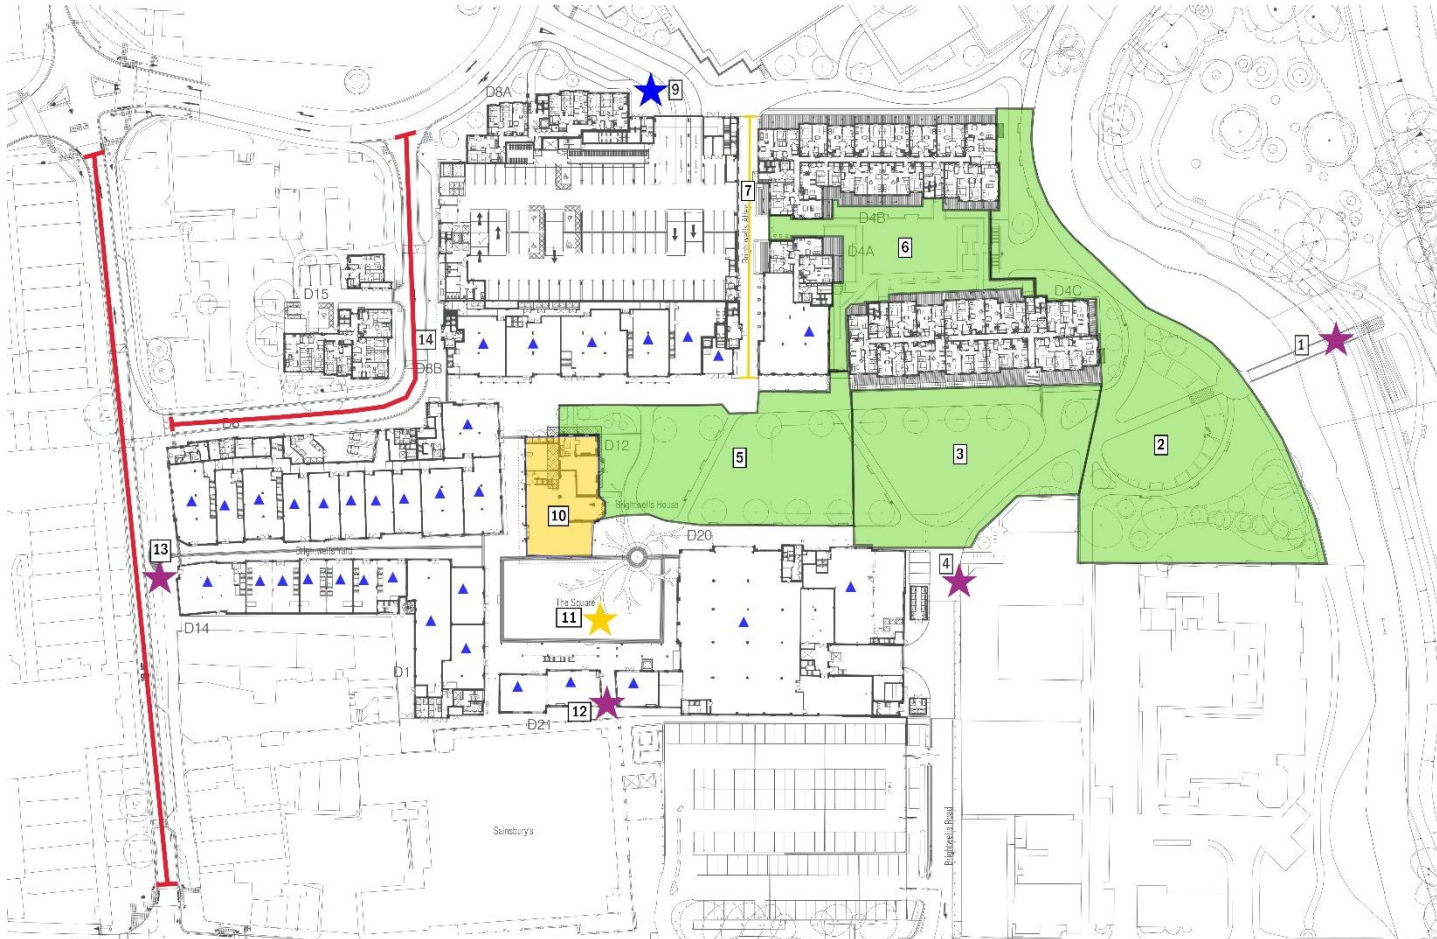 D8A
9
7
Brightwells Alley
D4B
D4A
6
D4C
D15
14
D8B
1
D12
5
3
2
10
Brightwells House
D20
13
Brightwells Yard
4
The Square
11
D14
D1
12
D21
Sainsbury's
Brightwells Road